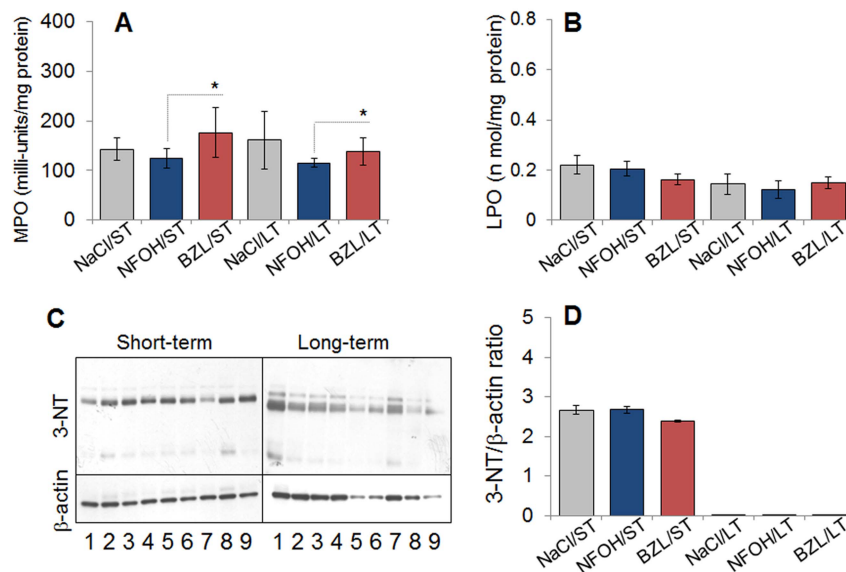 A
MPO (milli-units/mg protein)
400
300
200
100
0
*
*
NaCl/ST
NFOH/ST
BZL/ST
NaCl/LT
NFOH/LT
BZL/LT
B
LPO (n mol/mg protein)
0.8
0.6
0.4
0.2
0
NaCl/ST
NFOH/ST
BZL/ST
NaCl/LT
NFOH/LT
BZL/LT
C
Short-term Long-term
3-NT
β-actin
1 2 3 4 5 6 7 8 9 1 2 3 4 5 6 7 8 9
D
3-NT/β-actin ratio
5
4
3
2
1
0
NaCl/ST
NFOH/ST
BZL/ST
NaCl/LT
NFOH/LT
BZL/LT